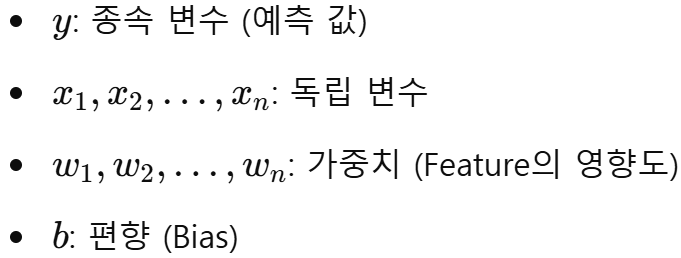 • y: 종속 변수 (예측 값)
• x₁, x₂, ..., xₙ: 독립 변수
• w₁, w₂, ..., wₙ: 가중치 (Feature의 영향도)
• b: 편향 (Bias)